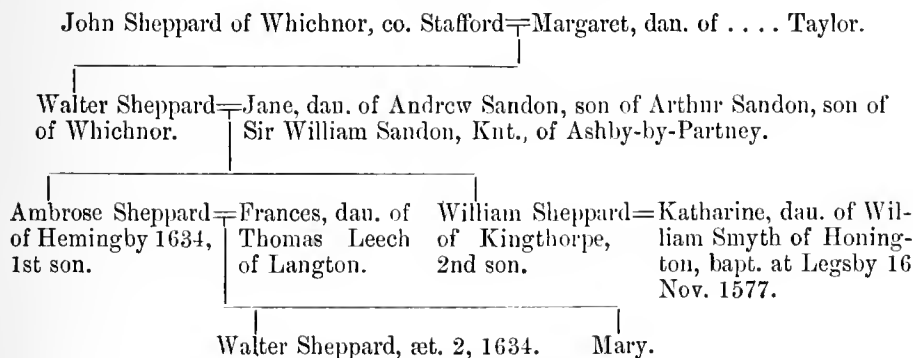 John Sheppard of Whichnor, co. Stafford=Margaret, dau. of .... Taylor.
Walter Sheppard=Jane, dau. of Andrew Sandon, son of Arthur Sandon, son of
of Whichnor. Sir William Sandon, Knt., of Ashby-by-Partney.
Ambrose Sheppard=Frances, dau. of William Sheppard=Katharine, dau. of Wil-
of Hemingby 1634, Thomas Leech of Kingthorpe, liam Smyth of Honing-
1st son. of Langton. 2nd son. ton, bapt. at Legsby 16
Nov. 1577.
Walter Sheppard, æt. 2, 1634. Mary.